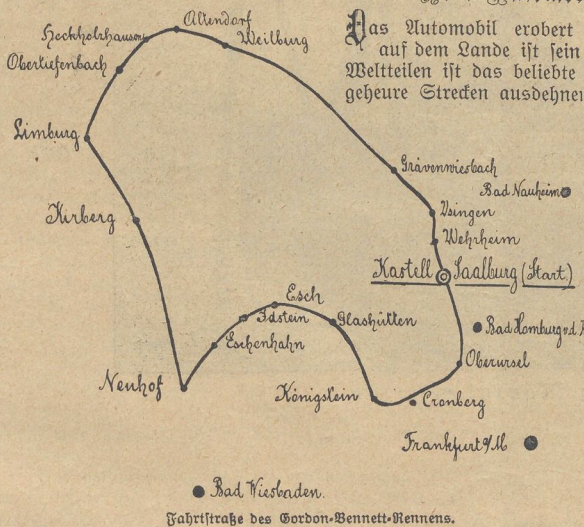 Das Automobil erobert
auf dem Lande ist sein
Weltteilen ist das beliebte
geheure Strecken ausdehnen
Altendorf
Heckholzhausen
Weilburg
Obertiefenbach
Limburg
Grävenwiesbach
Bad Nauheim
Kirberg
Usingen
Wehrheim
Kastell Saalburg (Start.)
Esch
Idstein
Glashütten
Bad Homburg v.d.
Eschenhahn
Oberursel
Neuhof
Königstein
Cronberg
Frankfurt a/M
Bad Wiesbaden.
Fahrtstraße des Gordon-Bennett-Rennens.